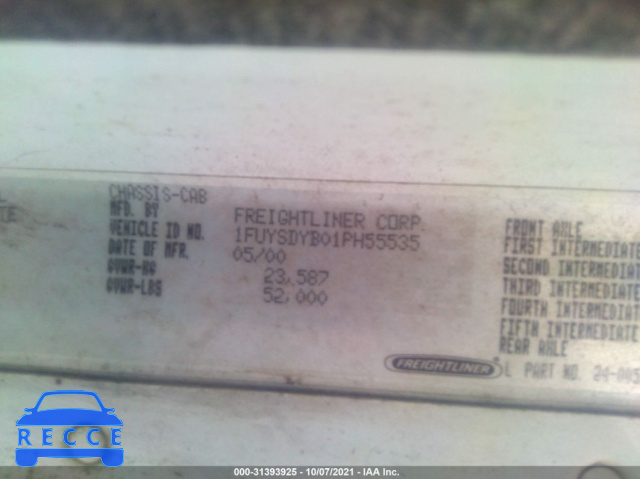 CHASSIS-CAB
MFD. BY FREIGHTLINER CORP.
VEHICLE ID NO. 1FUYSDYB01PH55535
DATE OF MFR. 05/00
GVWR-KG 23,587
GVWR-LBS 52,000
FRONT AXLE
FIRST INTERMEDIATE
SECOND INTERMEDIATE
THIRD INTERMEDIATE
FOURTH INTERMEDIATE
FIFTH INTERMEDIATE
REAR AXLE
FREIGHTLINER
PART NO. 24-005
RECCE
000-31393925 - 10/07/2021 - IAA Inc.